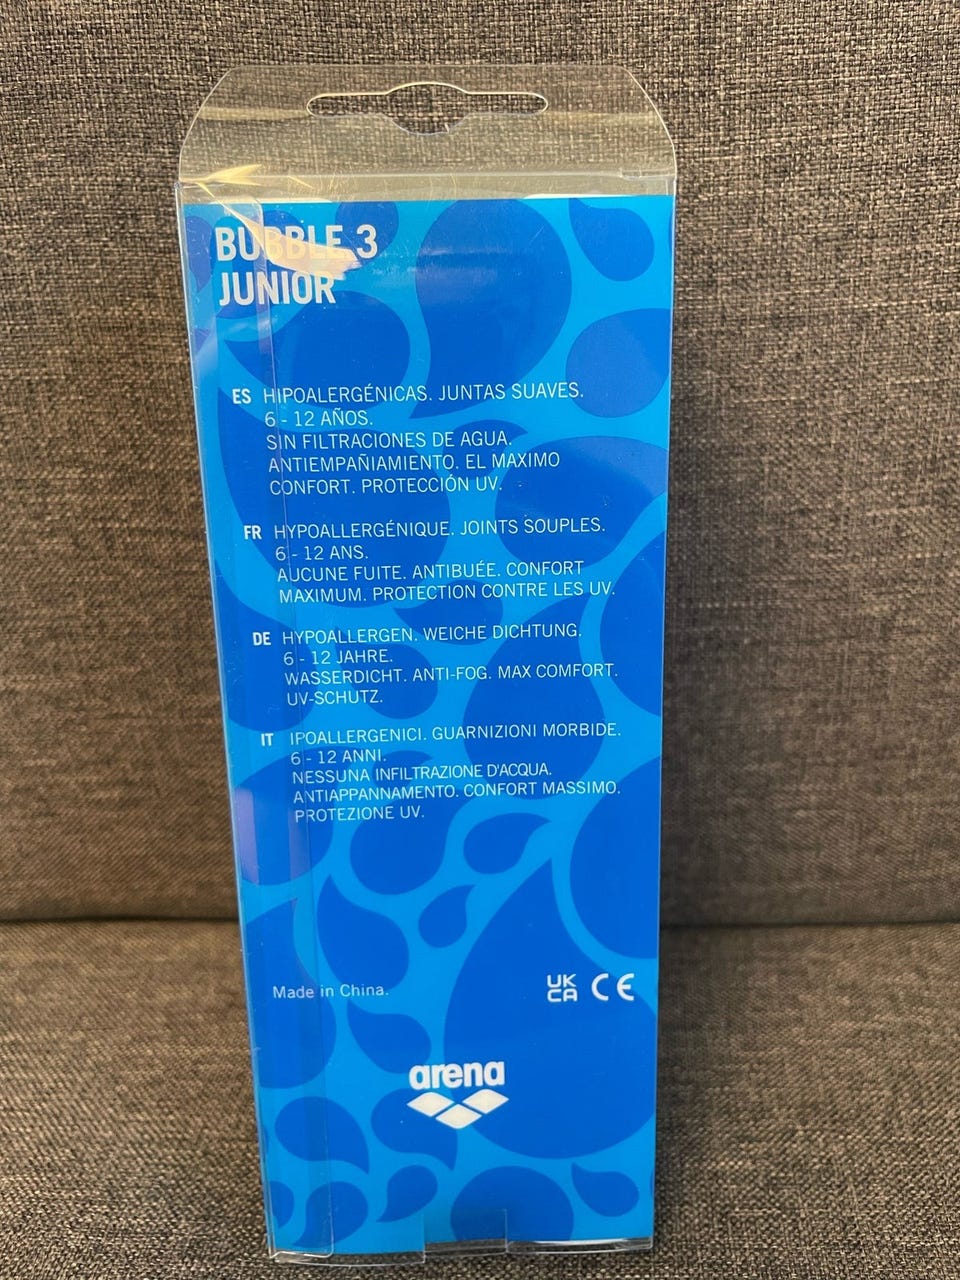 BUBBLE 3
JUNIOR
ES HIPOALERGÉNICAS. JUNTAS SUAVES.
6 - 12 AÑOS.
SIN FILTRACIONES DE AGUA.
ANTIEMPAÑIAMIENTO. EL MAXIMO
CONFORT. PROTECCIÓN UV.
FR HYPOALLERGÉNIQUE. JOINTS SOUPLES.
6 - 12 ANS.
AUCUNE FUITE. ANTIBUÉE. CONFORT
MAXIMUM. PROTECTION CONTRE LES UV.
DE HYPOALLERGEN. WEICHE DICHTUNG.
6 - 12 JAHRE.
WASSERDICHT. ANTI-FOG. MAX COMFORT.
UV-SCHUTZ.
IT IPOALLERGENICI. GUARNIZIONI MORBIDE.
6 - 12 ANNI.
NESSUNA INFILTRAZIONE D'ACQUA.
ANTIAPPANNAMENTO. CONFORT MASSIMO.
PROTEZIONE UV.
Made in China.
UK
CA CE
arena